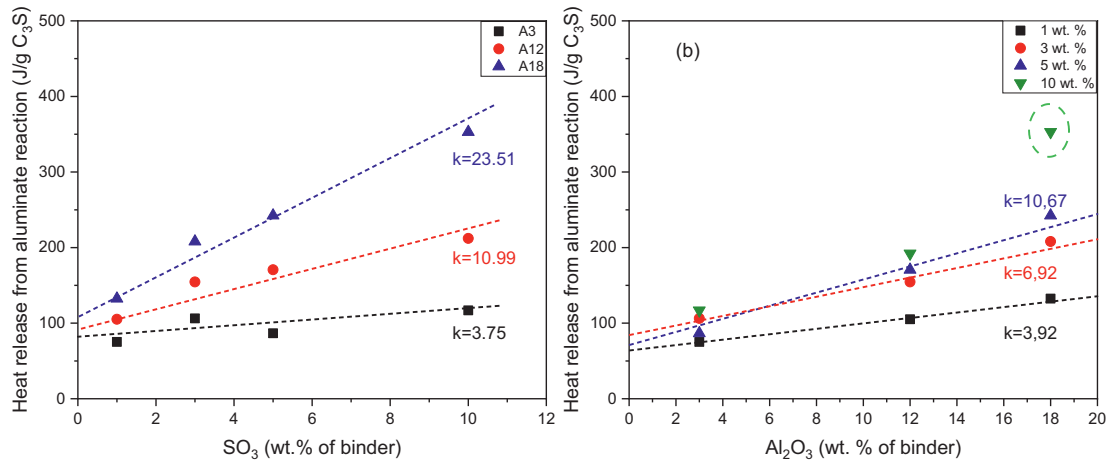 Heat release from aluminate reaction (J/g C₃S)
500
400
300
200
100
0
A3
A12
A18
k=23.51
k=10.99
k=3.75
0 2 4 6 8 10 12
SO₃ (wt.% of binder)
Heat release from aluminate reaction (J/g C₃S)
500
400
300
200
100
0
(b)
1 wt. %
3 wt. %
5 wt. %
10 wt. %
k=10,67
k=6,92
k=3,92
0 2 4 6 8 10 12 14 16 18 20
Al₂O₃ (wt.% of binder)